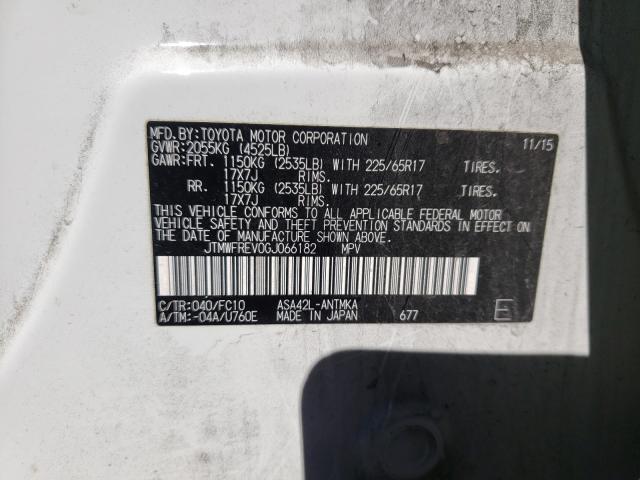 MFD.BY:TOYOTA MOTOR CORPORATION 11/15
GVWR:2055KG (4525LB)
GAWR:FRT. 1150KG (2535LB) WITH 225/65R17 TIRES.
17X7J RIMS.
RR. 1150KG (2535LB) WITH 225/65R17 TIRES.
17X7J RIMS.
THIS VEHICLE CONFORMS TO ALL APPLICABLE FEDERAL MOTOR
VEHICLE SAFETY AND THEFT PREVENTION STANDARDS IN EFFECT ON
THE DATE OF MANUFACTURE SHOWN ABOVE.
JTMWFREV0GJ066182 MPV
C/TR:040/FC10 ASA42L-ANTMKA
A/TM:-04A/U760E MADE IN JAPAN 677 E